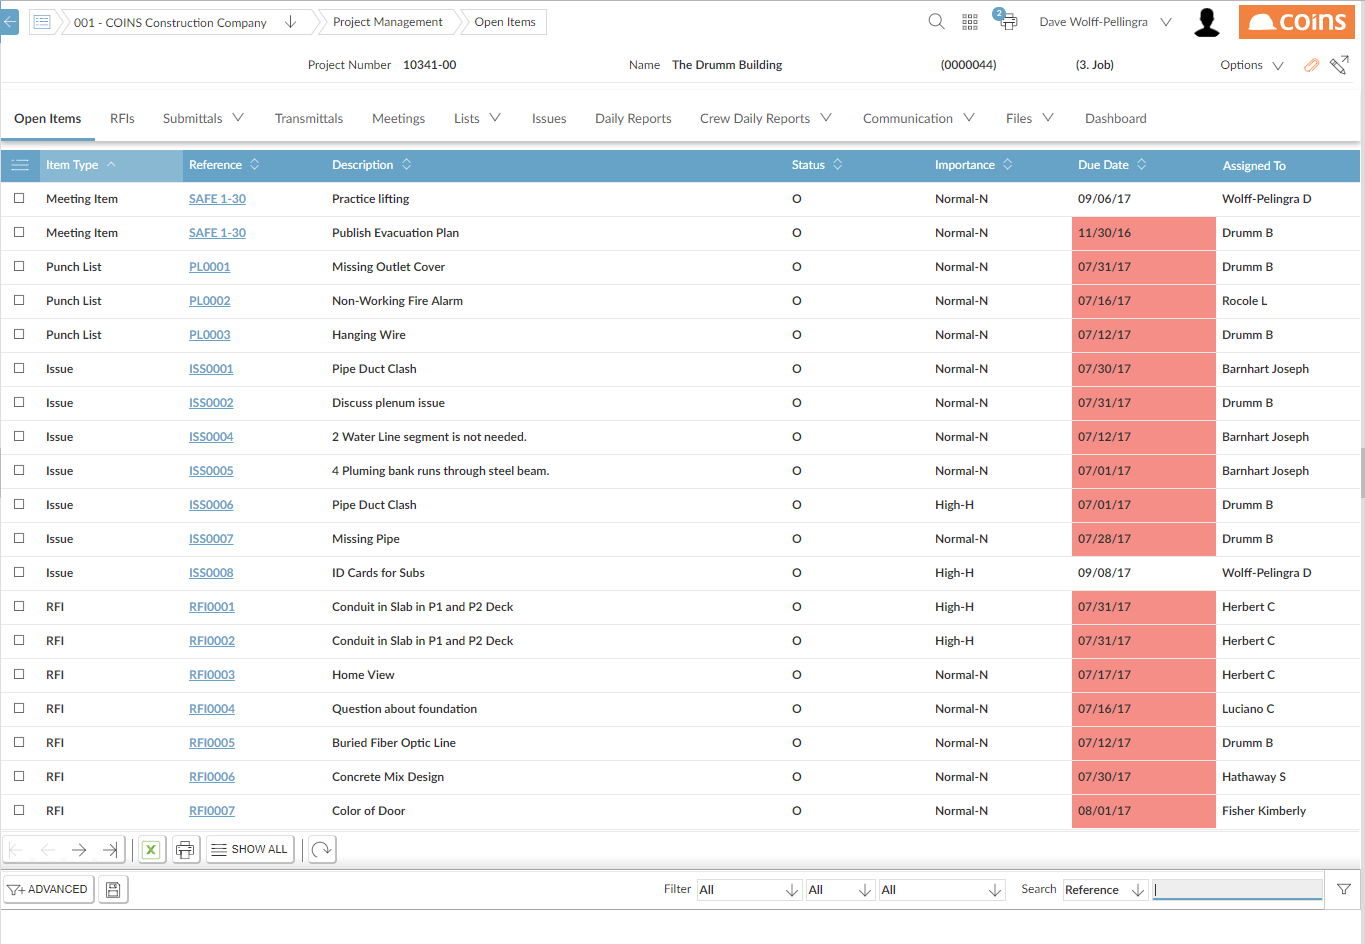 001 - COINS Construction Company Project Management Open Items 2 Dave Wolff-Pellingra coins
Project Number 10341-00 Name The Drumm Building (0000044) (3. Job) Options
Open Items RFIs Submittals Transmittals Meetings Lists Issues Daily Reports Crew Daily Reports Communication Files Dashboard
Item Type Reference Description Status Importance Due Date Assigned To
Meeting Item SAFE 1-30 Practice lifting O Normal-N 09/06/17 Wolff-Pelingra D
Meeting Item SAFE 1-30 Publish Evacuation Plan O Normal-N 11/30/16 Drumm B
Punch List PL0001 Missing Outlet Cover O Normal-N 07/31/17 Drumm B
Punch List PL0002 Non-Working Fire Alarm O Normal-N 07/16/17 Rocole L
Punch List PL0003 Hanging Wire O Normal-N 07/12/17 Drumm B
Issue ISS0001 Pipe Duct Clash O Normal-N 07/30/17 Barnhart Joseph
Issue ISS0002 Discuss plenum issue O Normal-N 07/31/17 Drumm B
Issue ISS0004 2 Water Line segment is not needed. O Normal-N 07/12/17 Barnhart Joseph
Issue ISS0005 4 Pluming bank runs through steel beam. O Normal-N 07/01/17 Barnhart Joseph
Issue ISS0006 Pipe Duct Clash O High-H 07/01/17 Drumm B
Issue ISS0007 Missing Pipe O Normal-N 07/28/17 Drumm B
Issue ISS0008 ID Cards for Subs O High-H 09/08/17 Wolff-Pelingra D
RFI RFI0001 Conduit in Slab in P1 and P2 Deck O High-H 07/31/17 Herbert C
RFI RFI0002 Conduit in Slab in P1 and P2 Deck O High-H 07/31/17 Herbert C
RFI RFI0003 Home View O Normal-N 07/17/17 Herbert C
RFI RFI0004 Question about foundation O Normal-N 07/16/17 Luciano C
RFI RFI0005 Buried Fiber Optic Line O Normal-N 07/12/17 Drumm B
RFI RFI0006 Concrete Mix Design O Normal-N 07/30/17 Hathaway S
RFI RFI0007 Color of Door O Normal-N 08/01/17 Fisher Kimberly
X SHOW ALL
ADVANCED Filter All All All Search Reference